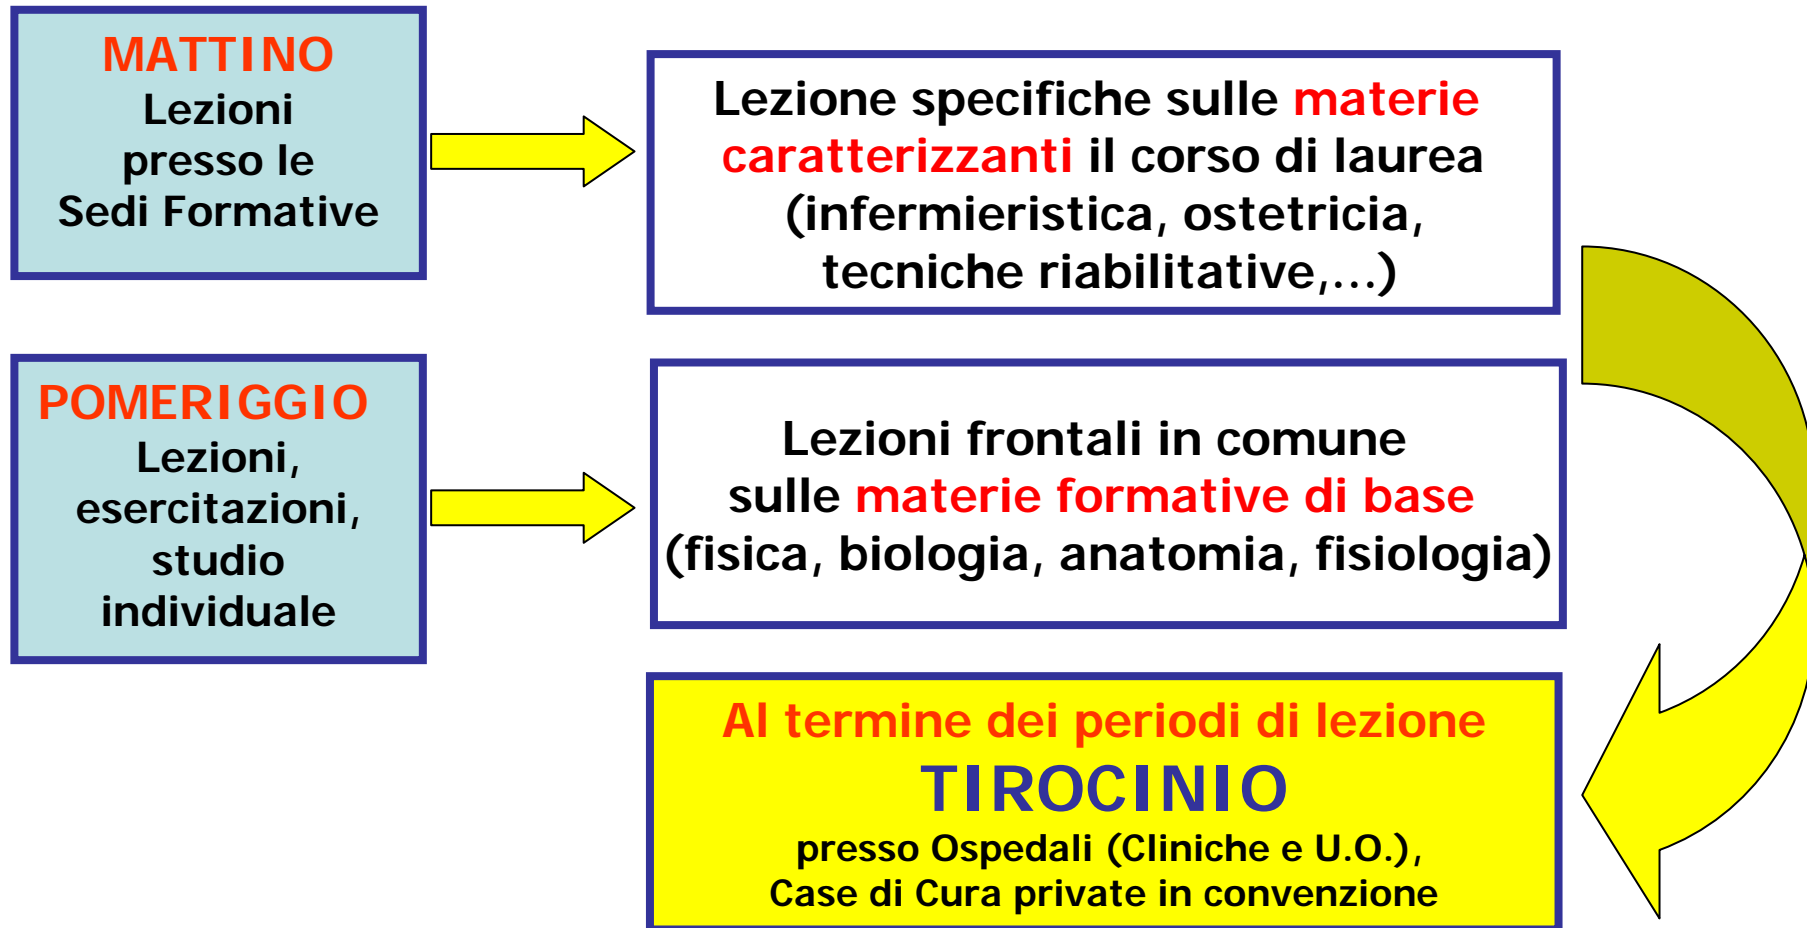 MATTINO
Lezioni
presso le
Sedi Formative
Lezione specifiche sulle materie
caratterizzanti il corso di laurea
(infermieristica, ostetricia,
tecniche riabilitative,...)
POMERIGGIO
Lezioni,
esercitazioni,
studio
individuale
Lezioni frontali in comune
sulle materie formative di base
(fisica, biologia, anatomia, fisiologia)
Al termine dei periodi di lezione
TIROCINIO
presso Ospedali (Cliniche e U.O.),
Case di Cura private in convenzione